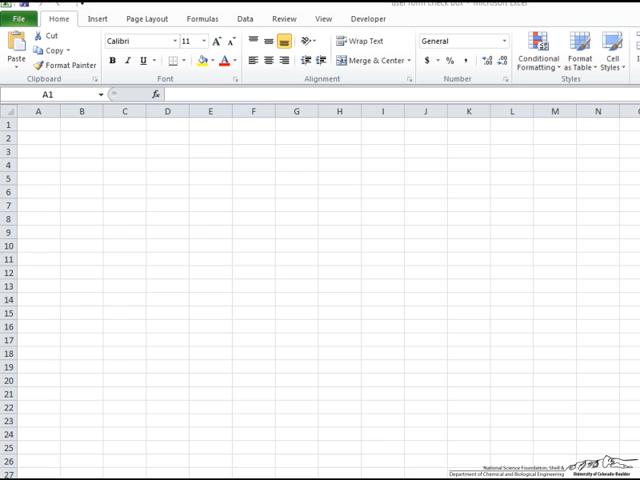 user form check box - Microsoft Excel
File Home Insert Page Layout Formulas Data Review View Developer
Cut
Calibri 11 Wrap Text General
Copy
Paste Format Painter B I U Merge & Center $ % , Conditional Formatting Format as Table Cell Styles
Clipboard Font Alignment Number Styles
A1 fx
A B C D E F G H I J K L M N
1
2
3
4
5
6
7
8
9
10
11
12
13
14
15
16
17
18
19
20
21
22
23
24
25
26
27
National Science Foundation, Shell &
Department of Chemical and Biological Engineering
University of Colorado Boulder